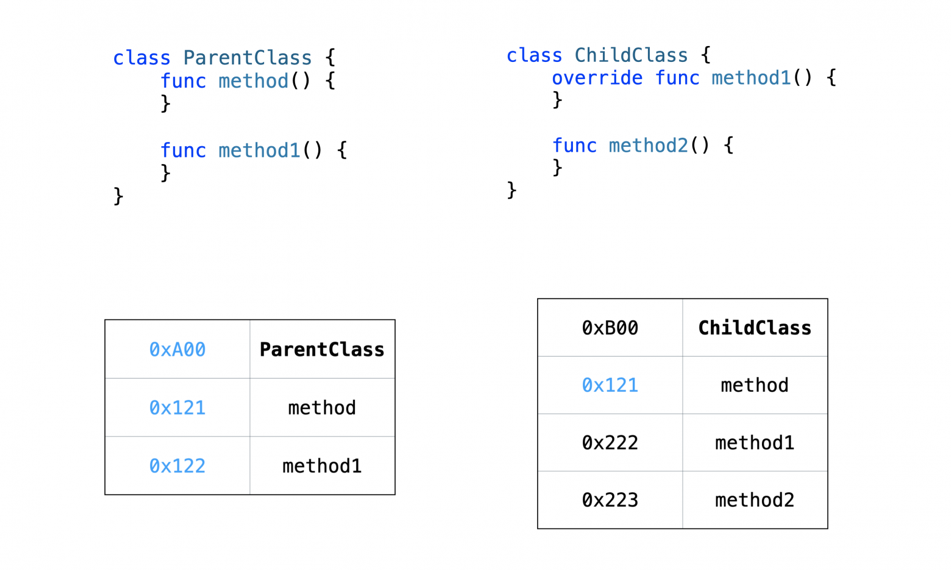 class ParentClass {
func method() {
}
func method1() {
}
}
class ChildClass {
override func method1() {
}
func method2() {
}
}
0xA00 ParentClass
0x121 method
0x122 method1
0xB00 ChildClass
0x121 method
0x222 method1
0x223 method2